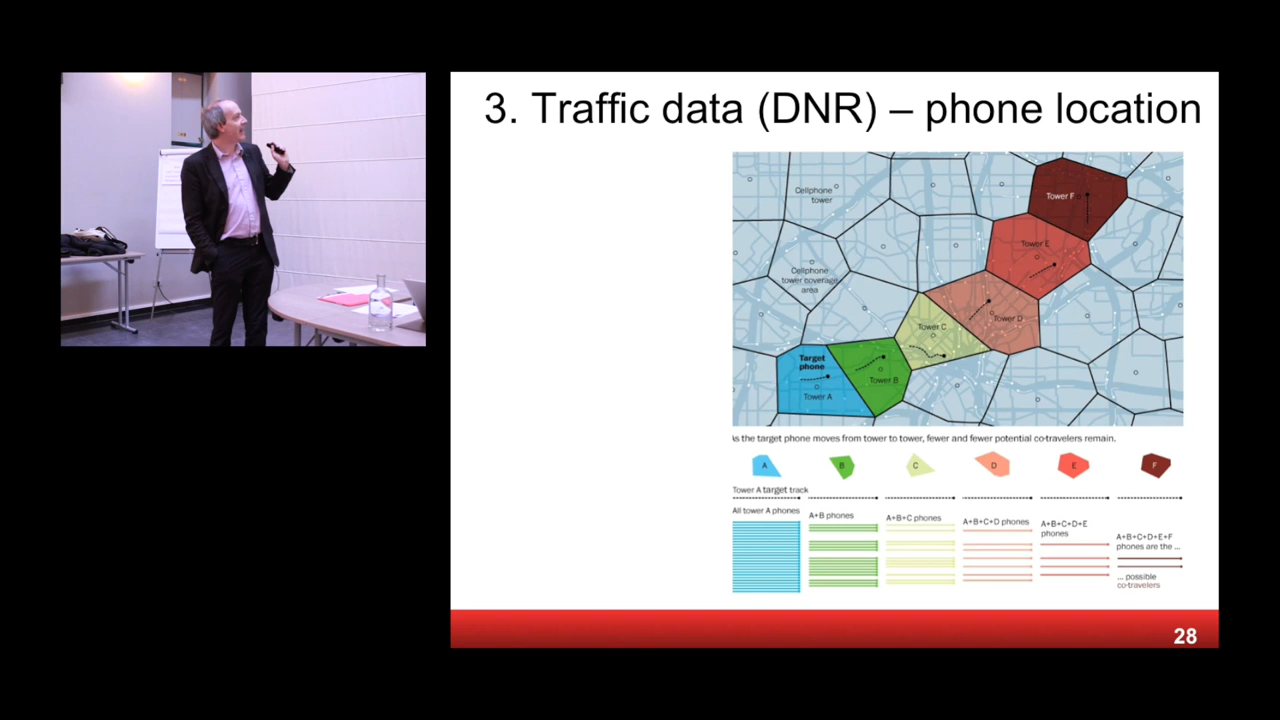 3. Traffic data (DNR) – phone location
Cellphone
tower
Tower F
Tower E
Cellphone
tower coverage
area
Tower D
Tower C
Target
phone
Tower B
Tower A
As the target phone moves from tower to tower, fewer and fewer potential co-travelers remain.
A B C D E F
Tower A target track
All tower A phones
A+B phones
A+B+C phones
A+B+C+D phones
A+B+C+D+E
phones
A+B+C+D+E+F
phones are the ...
... possible
co-travelers
28